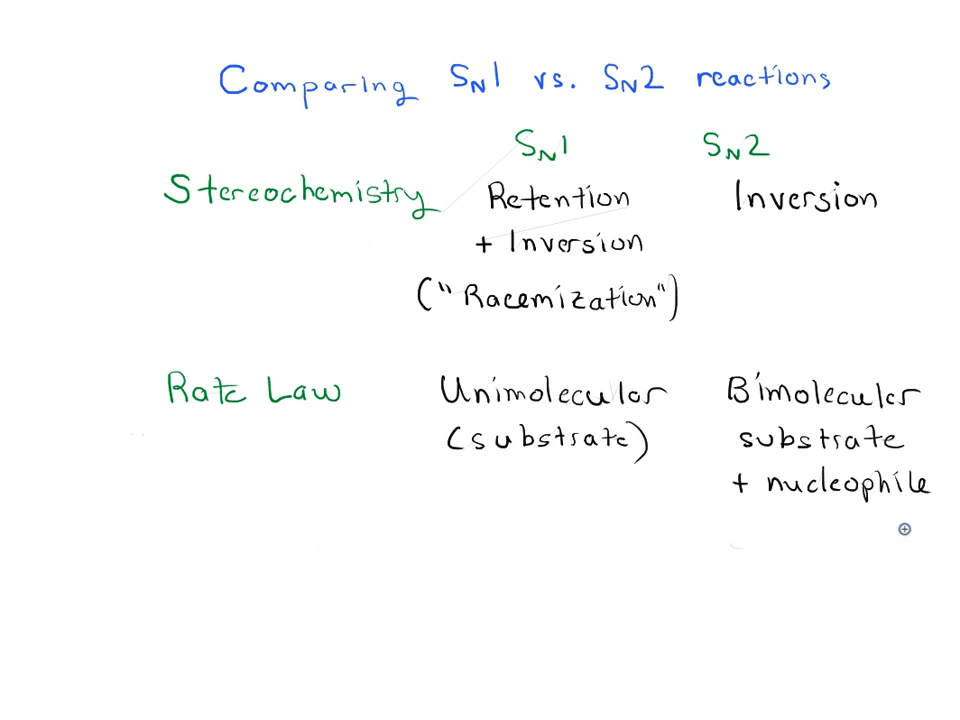 Comparing SN1 vs. SN2 reactions
SN1 SN2
Stereochemistry Retention Inversion
+ Inversion
("Racemization")
Rate Law Unimolecular Bimolecular
(substrate) substrate
+ nucleophile